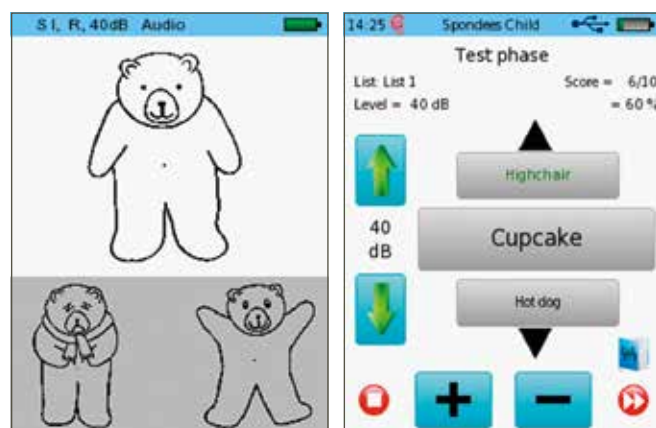 S I, R, 40dB Audio
14:25 Spondees Child
Test phase
List: List 1 Score = 6/10
Level = 40 dB = 60 %
Highchair
40
dB
Cupcake
Hot dog
+ −